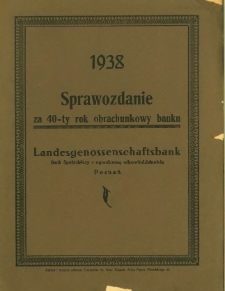 1938
Sprawozdanie
za 40-ty rok obrachunkowy banku
Landesgenossenschaftsbank
Bank Spółdzielczy z ograniczoną odpowiedzialnością
Poznań